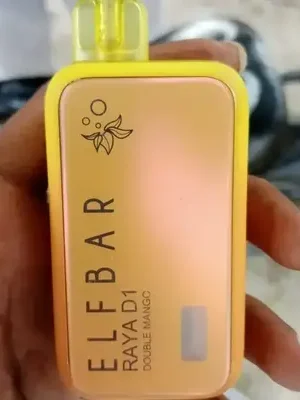 ELFBAR
RAYA D1
DOUBLE MANGO